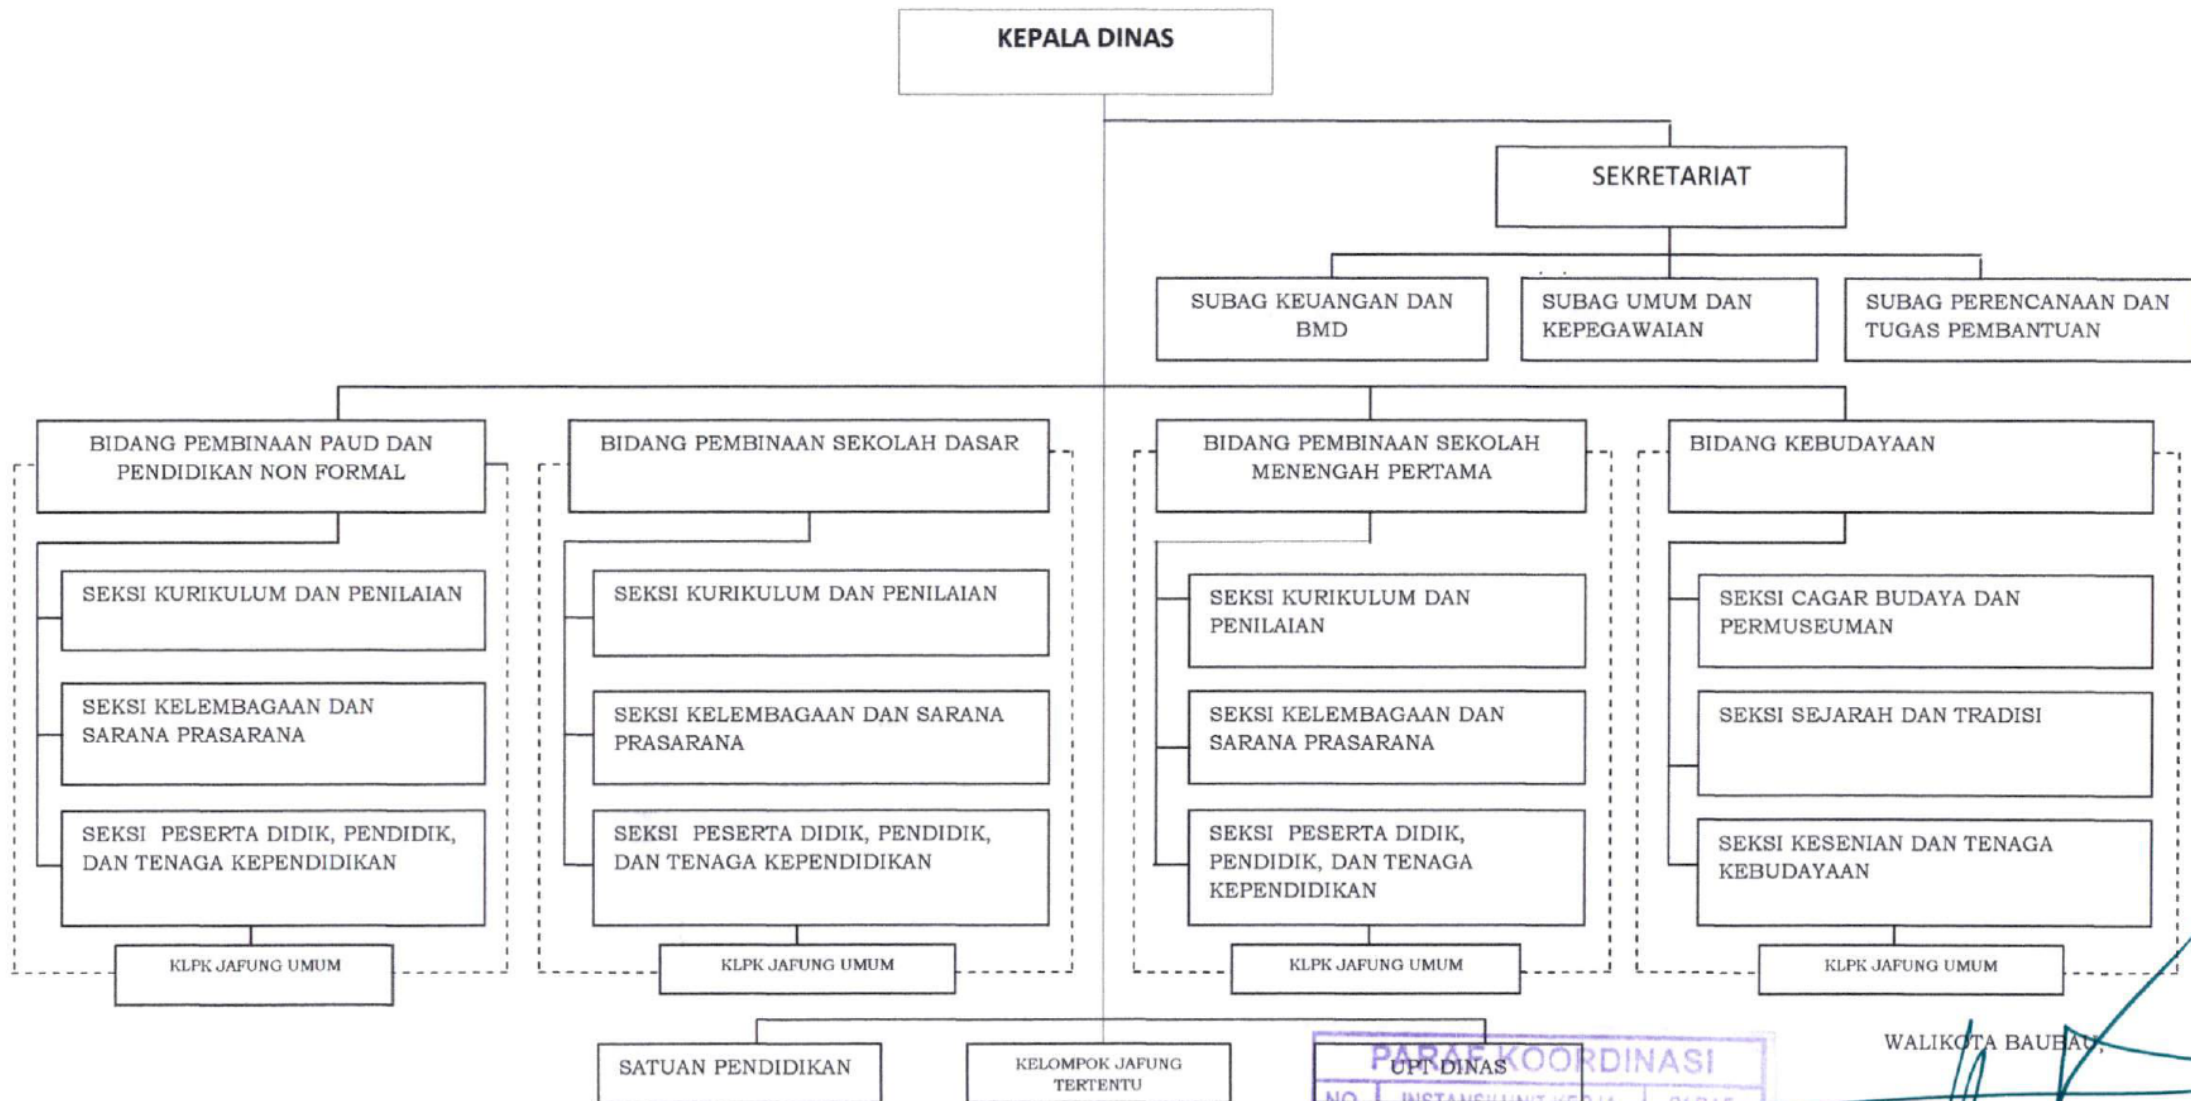 KEPALA DINAS
SEKRETARIAT
SUBAG KEUANGAN DAN
BMD
SUBAG UMUM DAN
KEPEGAWAIAN
SUBAG PERENCANAAN DAN
TUGAS PEMBANTUAN
BIDANG PEMBINAAN PAUD DAN
PENDIDIKAN NON FORMAL
SEKSI KURIKULUM DAN PENILAIAN
SEKSI KELEMBAGAAN DAN
SARANA PRASARANA
SEKSI PESERTA DIDIK, PENDIDIK,
DAN TENAGA KEPENDIDIKAN
KLPK JAFUNG UMUM
BIDANG PEMBINAAN SEKOLAH DASAR
SEKSI KURIKULUM DAN PENILAIAN
SEKSI KELEMBAGAAN DAN SARANA
PRASARANA
SEKSI PESERTA DIDIK, PENDIDIK,
DAN TENAGA KEPENDIDIKAN
KLPK JAFUNG UMUM
BIDANG PEMBINAAN SEKOLAH
MENENGAH PERTAMA
SEKSI KURIKULUM DAN
PENILAIAN
SEKSI KELEMBAGAAN DAN
SARANA PRASARANA
SEKSI PESERTA DIDIK,
PENDIDIK, DAN TENAGA
KEPENDIDIKAN
KLPK JAFUNG UMUM
BIDANG KEBUDAYAAN
SEKSI CAGAR BUDAYA DAN
PERMUSEUMAN
SEKSI SEJARAH DAN TRADISI
SEKSI KESENIAN DAN TENAGA
KEBUDAYAAN
KLPK JAFUNG UMUM
SATUAN PENDIDIKAN
KELOMPOK JAFUNG
TERTENTU
UPT DINAS
PARAF KOORDINASI
NO INSTANSI/UNIT KERJA PARAF
WALIKOTA BAUBAU,